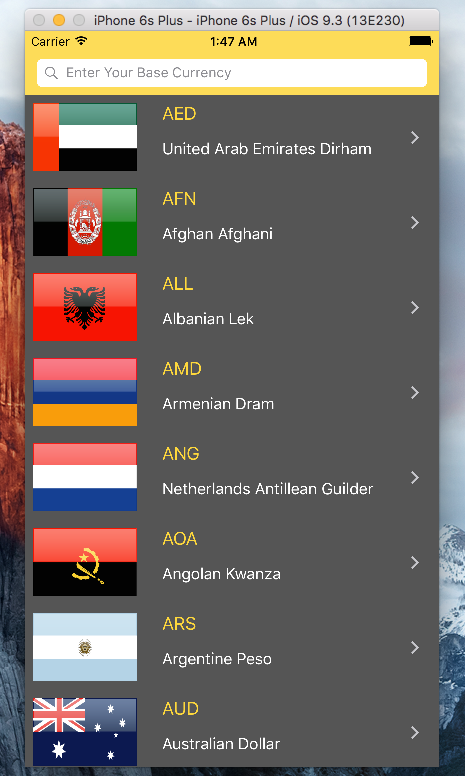 iPhone 6s Plus - iPhone 6s Plus / iOS 9.3 (13E230)
Carrier 1:47 AM
Enter Your Base Currency
AED
United Arab Emirates Dirham
AFN
Afghan Afghani
ALL
Albanian Lek
AMD
Armenian Dram
ANG
Netherlands Antillean Guilder
AOA
Angolan Kwanza
ARS
Argentine Peso
AUD
Australian Dollar